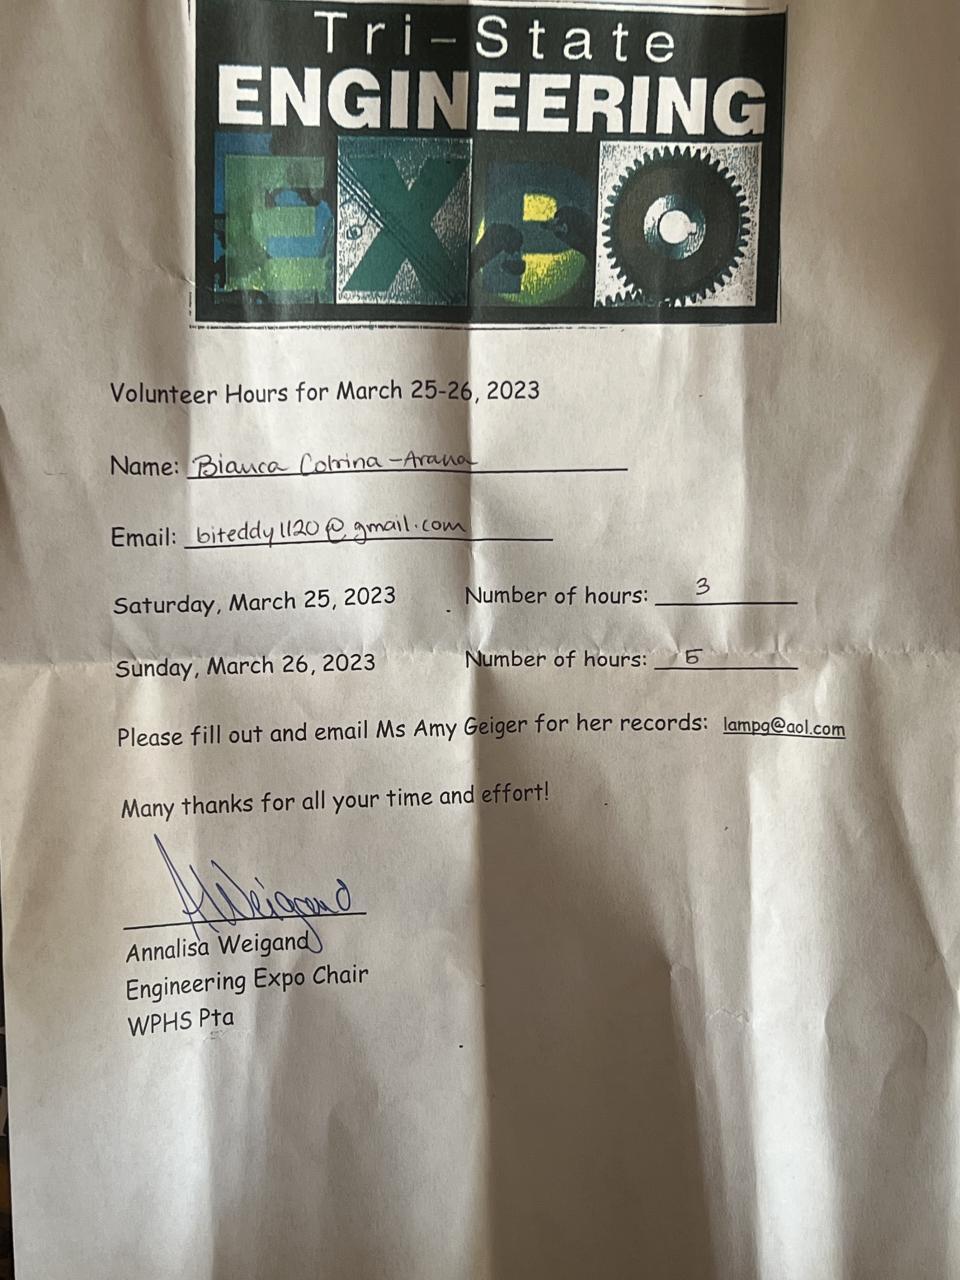 Tri-State
ENGINEERING
EXPO
Volunteer Hours for March 25-26, 2023
Name: Bianca Cotrina-Arana
Email: biteddy1120@gmail.com
Saturday, March 25, 2023 Number of hours: 3
Sunday, March 26, 2023 Number of hours: 5
Please fill out and email Ms Amy Geiger for her records: lampg@aol.com
Many thanks for all your time and effort!
AWeigand
Annalisa Weigand
Engineering Expo Chair
WPHS Pta